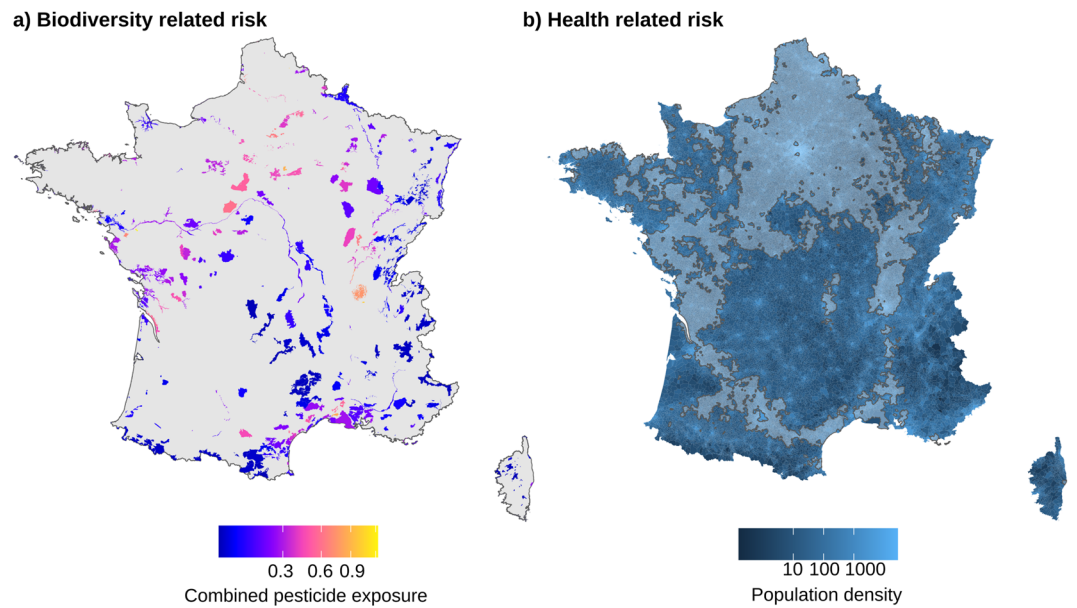 a) Biodiversity related risk
b) Health related risk
0.3 0.6 0.9
Combined pesticide exposure
10 100 1000
Population density